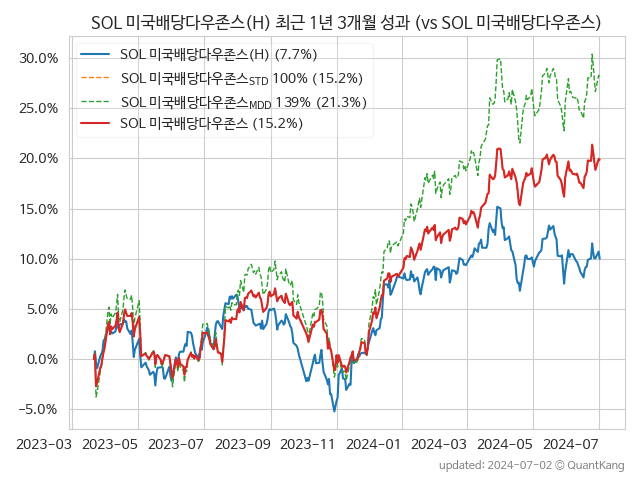 SOL 미국배당다우존스(H) 최근 1년 3개월 성과 (vs SOL 미국배당다우존스)
SOL 미국배당다우존스(H) (7.7%)
SOL 미국배당다우존스STD 100% (15.2%)
SOL 미국배당다우존스MDD 139% (21.3%)
SOL 미국배당다우존스 (15.2%)
30.0%
25.0%
20.0%
15.0%
10.0%
5.0%
0.0%
−5.0%
2023-03 2023-05 2023-07 2023-09 2023-11 2024-01 2024-03 2024-05 2024-07
updated: 2024-07-02 © QuantKang